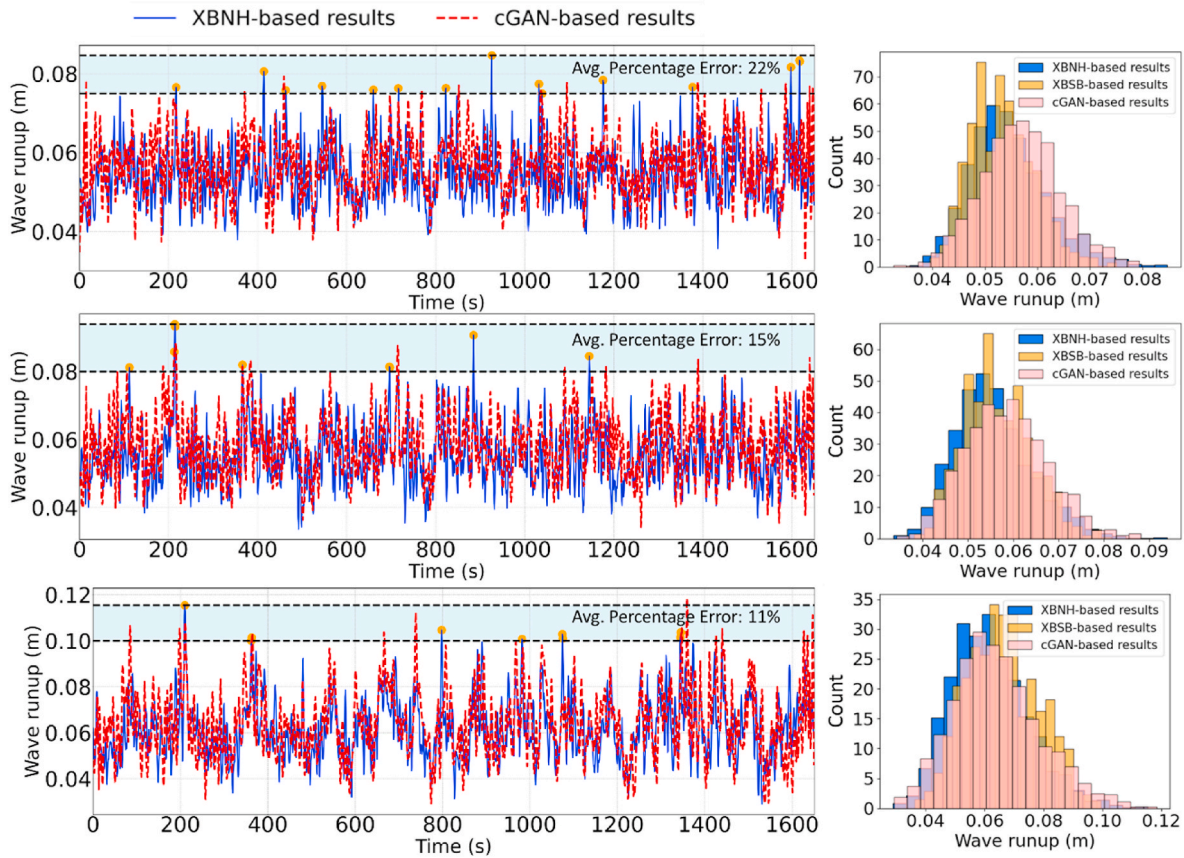 XBNH-based results cGAN-based results
Wave runup (m)
0.08
0.06
0.04
Avg. Percentage Error: 22%
0 200 400 600 800 1000 1200 1400 1600
Time (s)
Count
70
60
50
40
30
20
10
0
XBNH-based results
XBSB-based results
cGAN-based results
0.04 0.05 0.06 0.07 0.08
Wave runup (m)
Wave runup (m)
0.08
0.06
0.04
Avg. Percentage Error: 15%
0 200 400 600 800 1000 1200 1400 1600
Time (s)
Count
60
50
40
30
20
10
0
XBNH-based results
XBSB-based results
cGAN-based results
0.04 0.05 0.06 0.07 0.08 0.09
Wave runup (m)
Wave runup (m)
0.12
0.10
0.08
0.06
0.04
Avg. Percentage Error: 11%
0 200 400 600 800 1000 1200 1400 1600
Time (s)
Count
35
30
25
20
15
10
5
0
XBNH-based results
XBSB-based results
cGAN-based results
0.04 0.06 0.08 0.10 0.12
Wave runup (m)